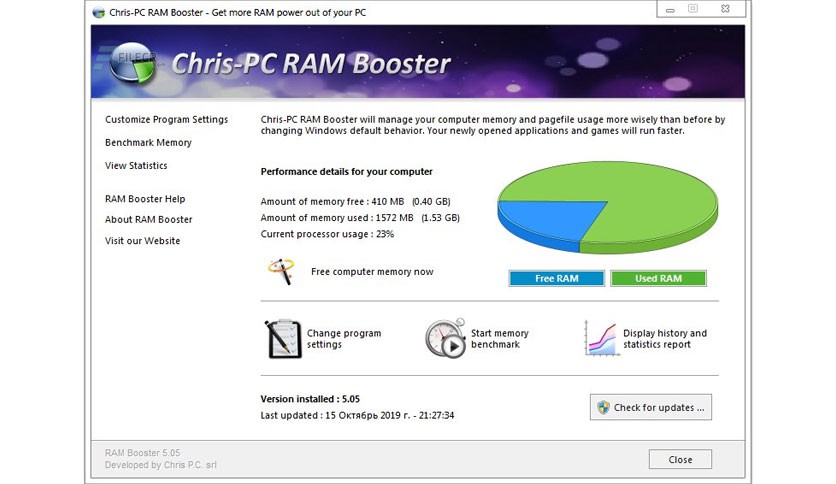 Chris-PC RAM Booster - Get more RAM power out of your PC
FILECR
Chris-PC RAM Booster
Customize Program Settings
Benchmark Memory
View Statistics
RAM Booster Help
About RAM Booster
Visit our Website
Chris-PC RAM Booster will manage your computer memory and pagefile usage more wisely than before by
changing Windows default behavior. Your newly opened applications and games will run faster.
Performance details for your computer
Amount of memory free : 410 MB (0.40 GB)
Amount of memory used : 1572 MB (1.53 GB)
Current processor usage : 23%
Free computer memory now
Free RAM
Used RAM
Change program
settings
Start memory
benchmark
Display history and
statistics report
Version installed : 5.05
Last updated : 15 Октябрь 2019 г. - 21:27:34
Check for updates ...
RAM Booster 5.05
Developed by Chris P.C. srl
Close